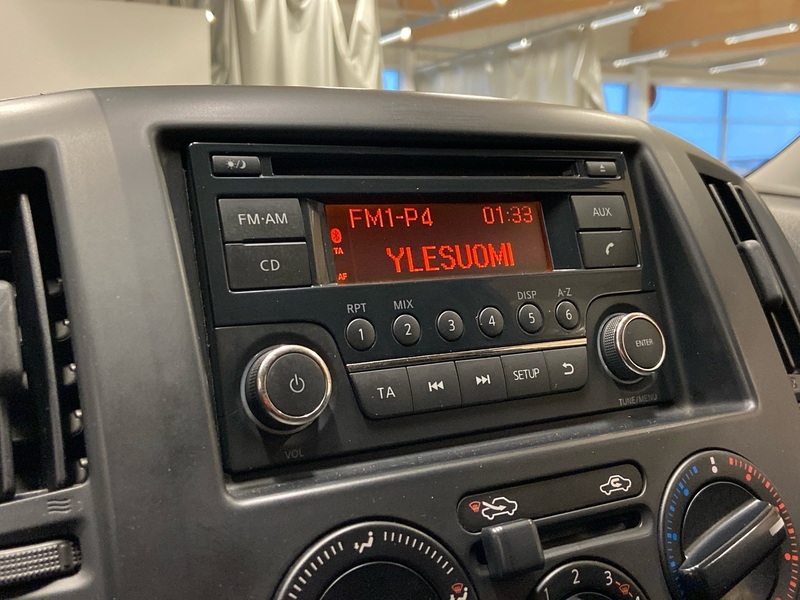 FM·AM
CD
FM1-P4 01:33
TA
AF
YLESUOMI
AUX
RPT MIX DISP A-Z
1 2 3 4 5 6
TA SETUP
ENTER
VOL
TUNE/MENU
2 3